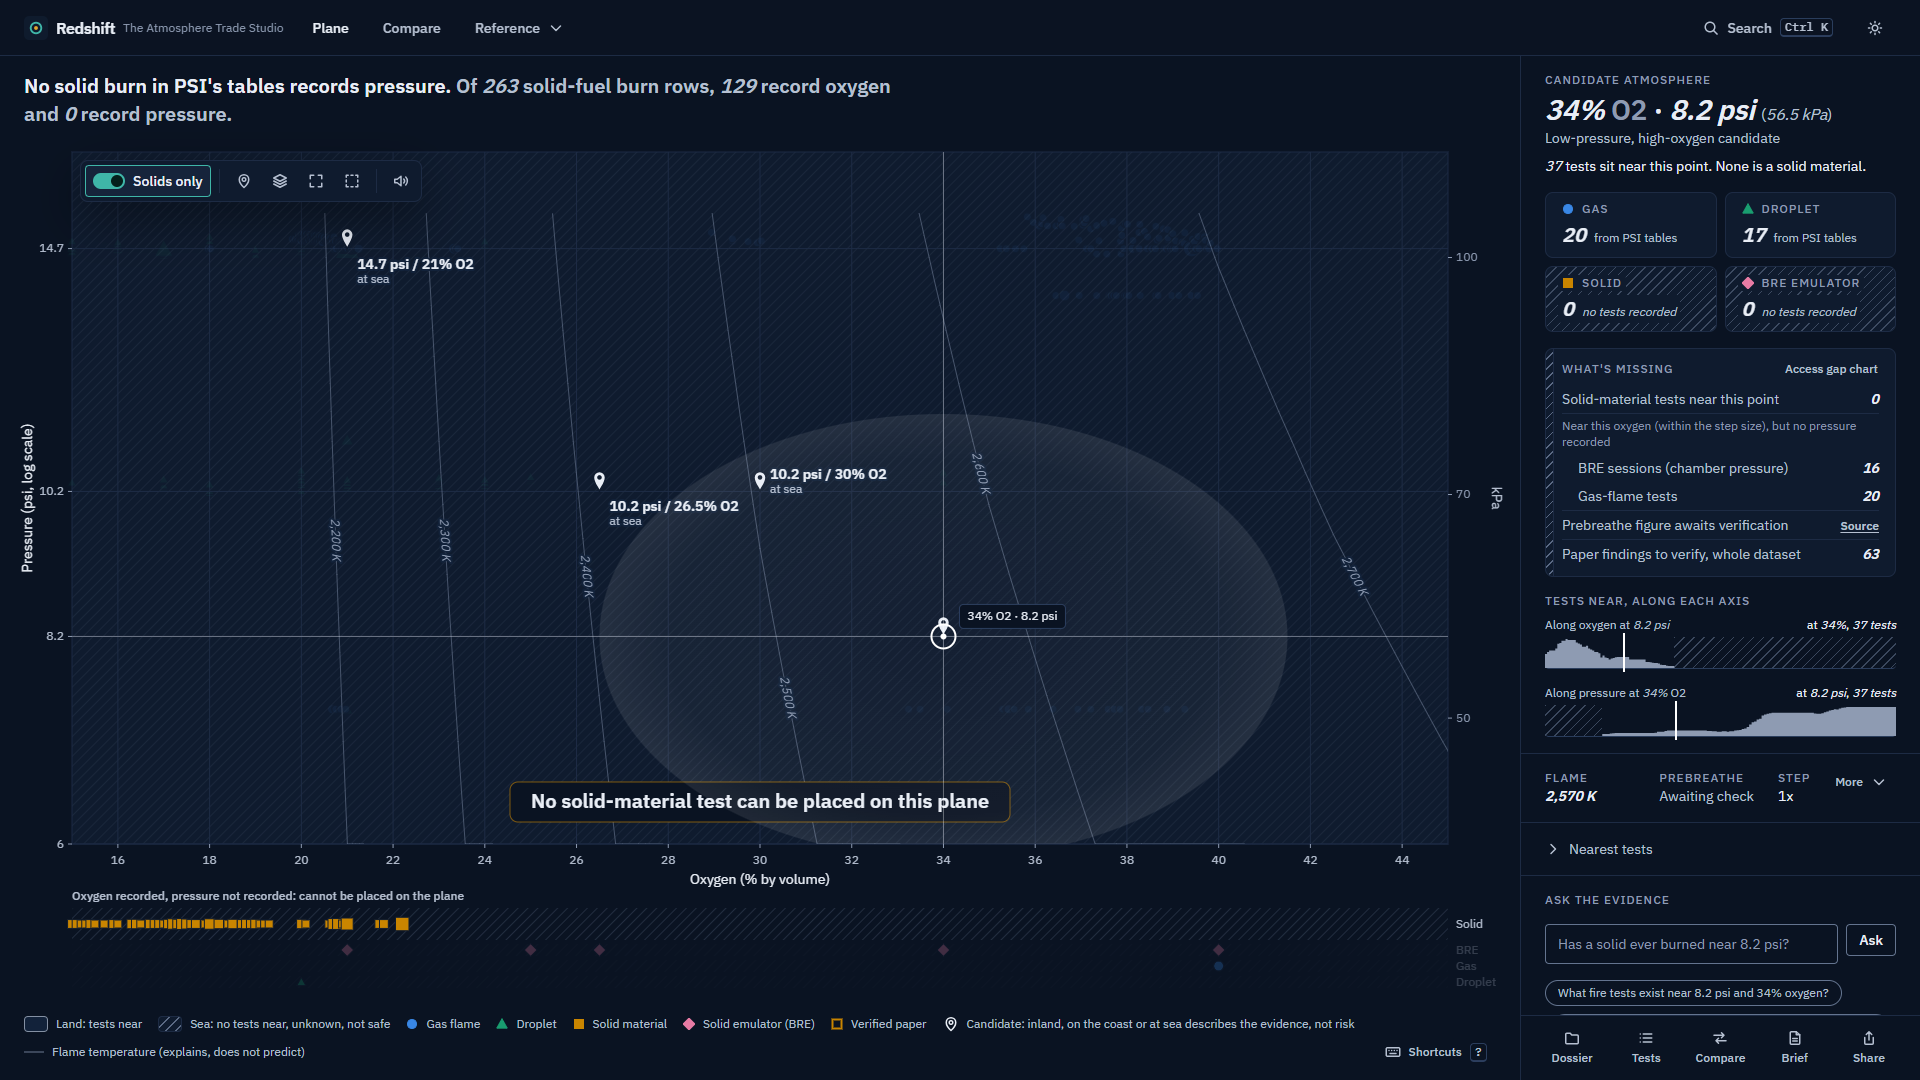 Redshift The Atmosphere Trade Studio Plane Compare Reference
Search Ctrl K
No solid burn in PSI's tables records pressure. Of 263 solid-fuel burn rows, 129 record oxygen
and 0 record pressure.
Solids only
14.7 psi / 21% O2
at sea
10.2 psi / 26.5% O2
at sea
10.2 psi / 30% O2
at sea
34% O2 · 8.2 psi
2,200 K
2,300 K
2,400 K
2,500 K
2,600 K
2,700 K
No solid-material test can be placed on this plane
Pressure (psi, log scale)
14.7
10.2
8.2
6
100
70
50
kPa
16 18 20 22 24 26 28 30 32 34 36 38 40 42 44
Oxygen (% by volume)
Oxygen recorded, pressure not recorded: cannot be placed on the plane
Solid
BRE
Gas
Droplet
Land: tests near Sea: no tests near, unknown, not safe Gas flame Droplet Solid material Solid emulator (BRE) Verified paper Candidate: inland, on the coast or at sea describes the evidence, not risk
Flame temperature (explains, does not predict)
Shortcuts ?
CANDIDATE ATMOSPHERE
34% O2 · 8.2 psi (56.5 kPa)
Low-pressure, high-oxygen candidate
37 tests sit near this point. None is a solid material.
GAS
20 from PSI tables
DROPLET
17 from PSI tables
SOLID
0 no tests recorded
BRE EMULATOR
0 no tests recorded
WHAT'S MISSING Access gap chart
Solid-material tests near this point 0
Near this oxygen (within the step size), but no pressure
recorded
BRE sessions (chamber pressure) 16
Gas-flame tests 20
Prebreathe figure awaits verification Source
Paper findings to verify, whole dataset 63
TESTS NEAR, ALONG EACH AXIS
Along oxygen at 8.2 psi at 34%, 37 tests
Along pressure at 34% O2 at 8.2 psi, 37 tests
FLAME PREBREATHE STEP More
2,570 K Awaiting check 1x
Nearest tests
ASK THE EVIDENCE
Has a solid ever burned near 8.2 psi? Ask
What fire tests exist near 8.2 psi and 34% oxygen?
Dossier Tests Compare Brief Share